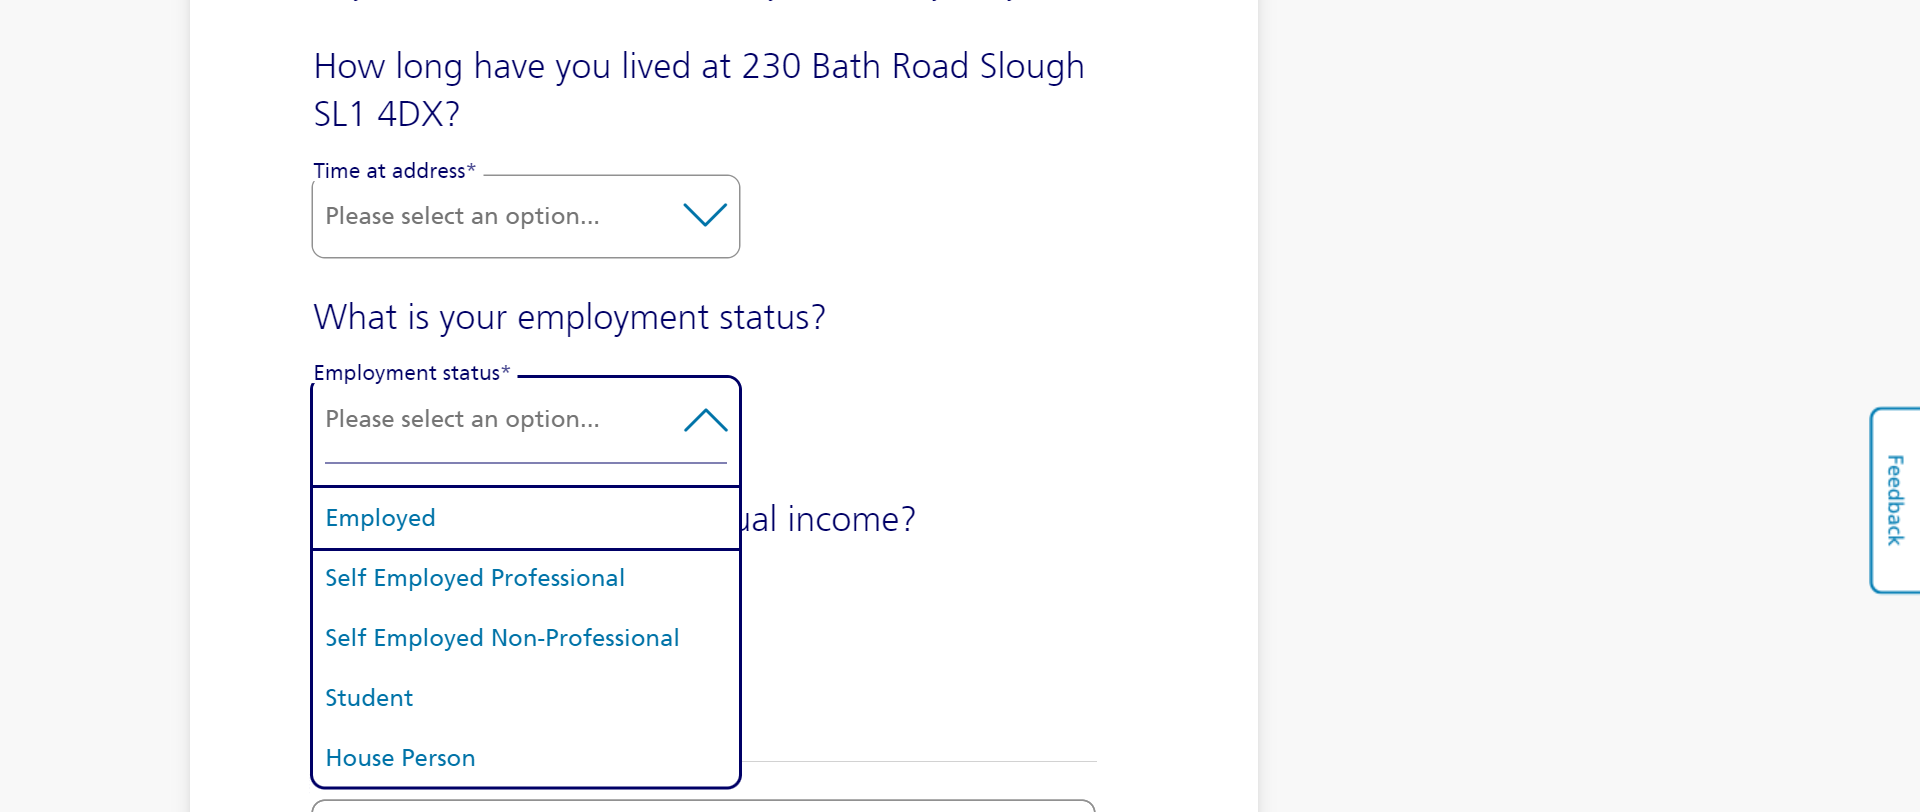 How long have you lived at 230 Bath Road Slough
SL1 4DX?
Time at address*
Please select an option...
What is your employment status?
Employment status*
Please select an option...
Employed
income?
Self Employed Professional
Self Employed Non-Professional
Student
House Person
Feedback